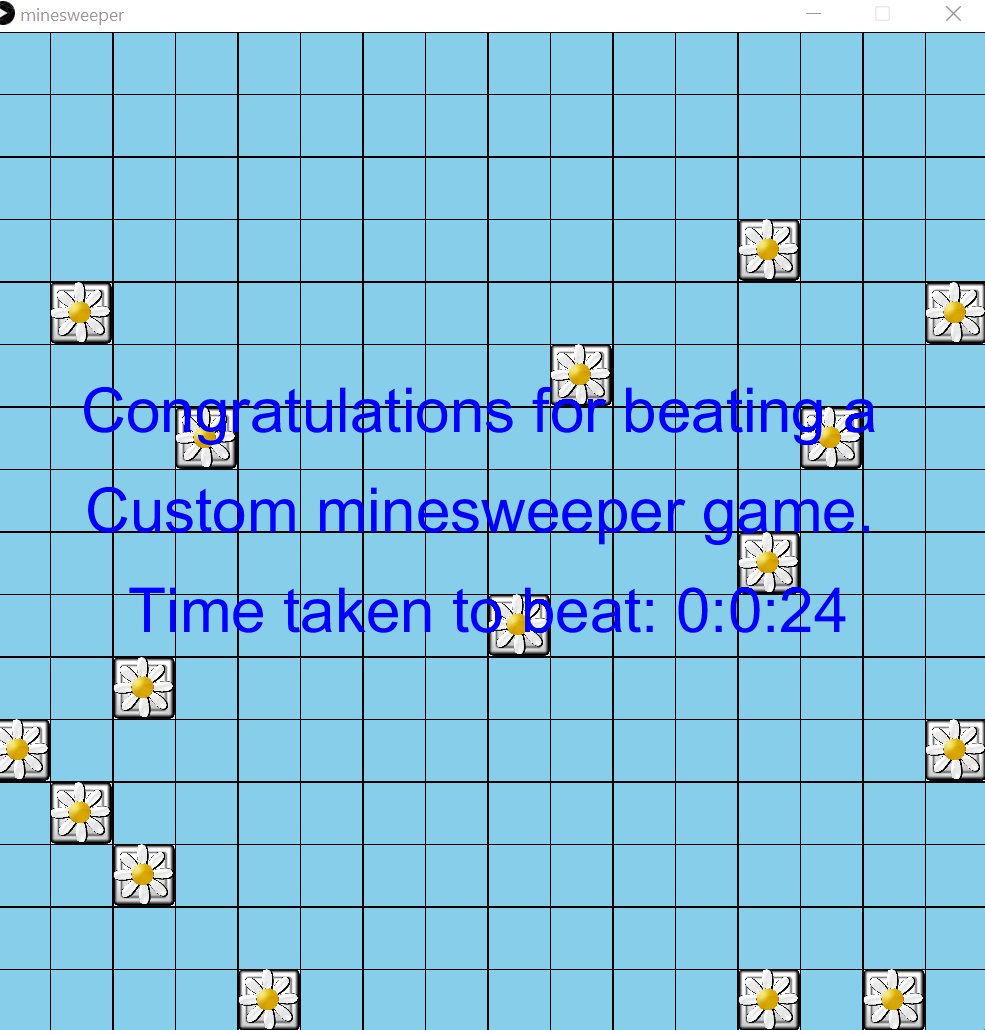 minesweeper
Congratulations for beating a
Custom minesweeper game.
Time taken to beat: 0:0:24